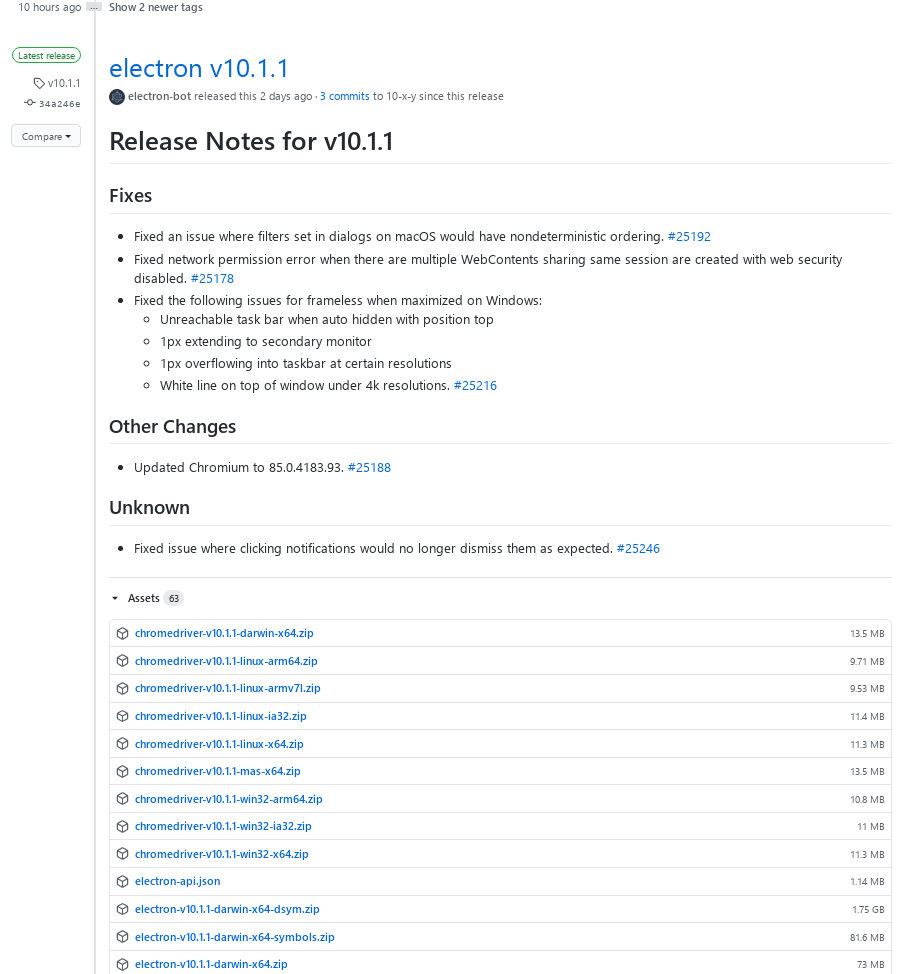 10 hours ago ... Show 2 newer tags
Latest release
v10.1.1
34a246e
Compare
electron v10.1.1
electron-bot released this 2 days ago · 3 commits to 10-x-y since this release
Release Notes for v10.1.1
Fixes
• Fixed an issue where filters set in dialogs on macOS would have nondeterministic ordering. #25192
• Fixed network permission error when there are multiple WebContents sharing same session are created with web security
disabled. #25178
• Fixed the following issues for frameless when maximized on Windows:
◦ Unreachable task bar when auto hidden with position top
◦ 1px extending to secondary monitor
◦ 1px overflowing into taskbar at certain resolutions
◦ White line on top of window under 4k resolutions. #25216
Other Changes
• Updated Chromium to 85.0.4183.93. #25188
Unknown
• Fixed issue where clicking notifications would no longer dismiss them as expected. #25246
Assets 63
chromedriver-v10.1.1-darwin-x64.zip 13.5 MB
chromedriver-v10.1.1-linux-arm64.zip 9.71 MB
chromedriver-v10.1.1-linux-armv7l.zip 9.53 MB
chromedriver-v10.1.1-linux-ia32.zip 11.4 MB
chromedriver-v10.1.1-linux-x64.zip 11.3 MB
chromedriver-v10.1.1-mas-x64.zip 13.5 MB
chromedriver-v10.1.1-win32-arm64.zip 10.8 MB
chromedriver-v10.1.1-win32-ia32.zip 11 MB
chromedriver-v10.1.1-win32-x64.zip 11.3 MB
electron-api.json 1.14 MB
electron-v10.1.1-darwin-x64-dsym.zip 1.75 GB
electron-v10.1.1-darwin-x64-symbols.zip 81.6 MB
electron-v10.1.1-darwin-x64.zip 73 MB